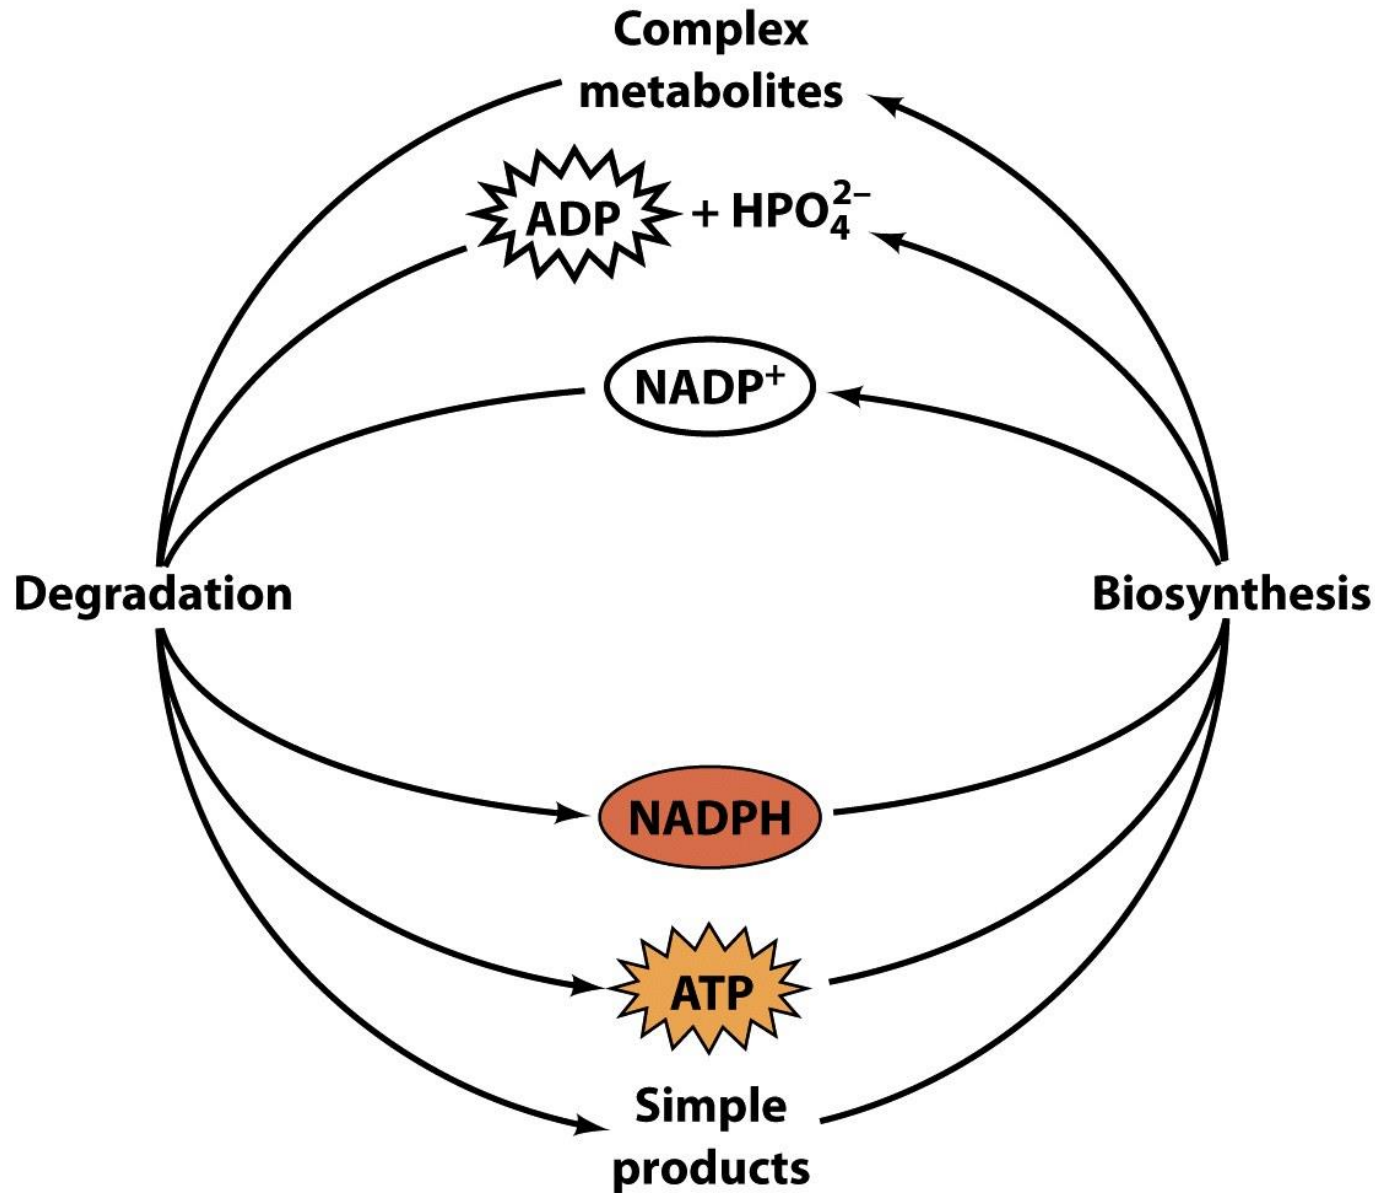 Complex
metabolites
ADP + HPO₄²⁻
NADP⁺
Degradation
Biosynthesis
NADPH
ATP
Simple
products